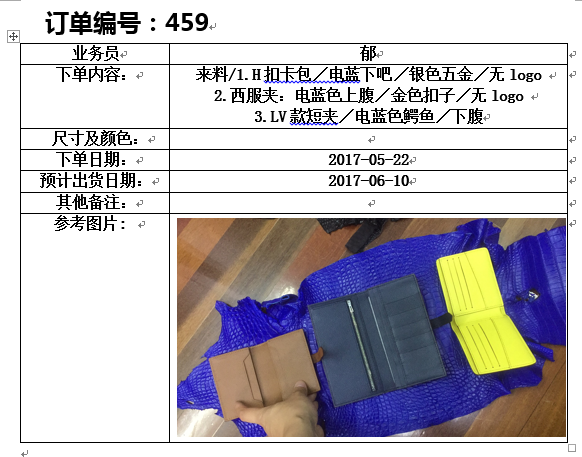 订单编号：459
业务员 郁
下单内容： 来料/1.H扣卡包／电蓝下吧／银色五金／无 logo
2.西服夹：电蓝色上腹／金色扣子／无 logo
3.LV 款短夹／电蓝色鳄鱼／下腹
尺寸及颜色：
下单日期： 2017-05-22
预计出货日期： 2017-06-10
其他备注：
参考图片：